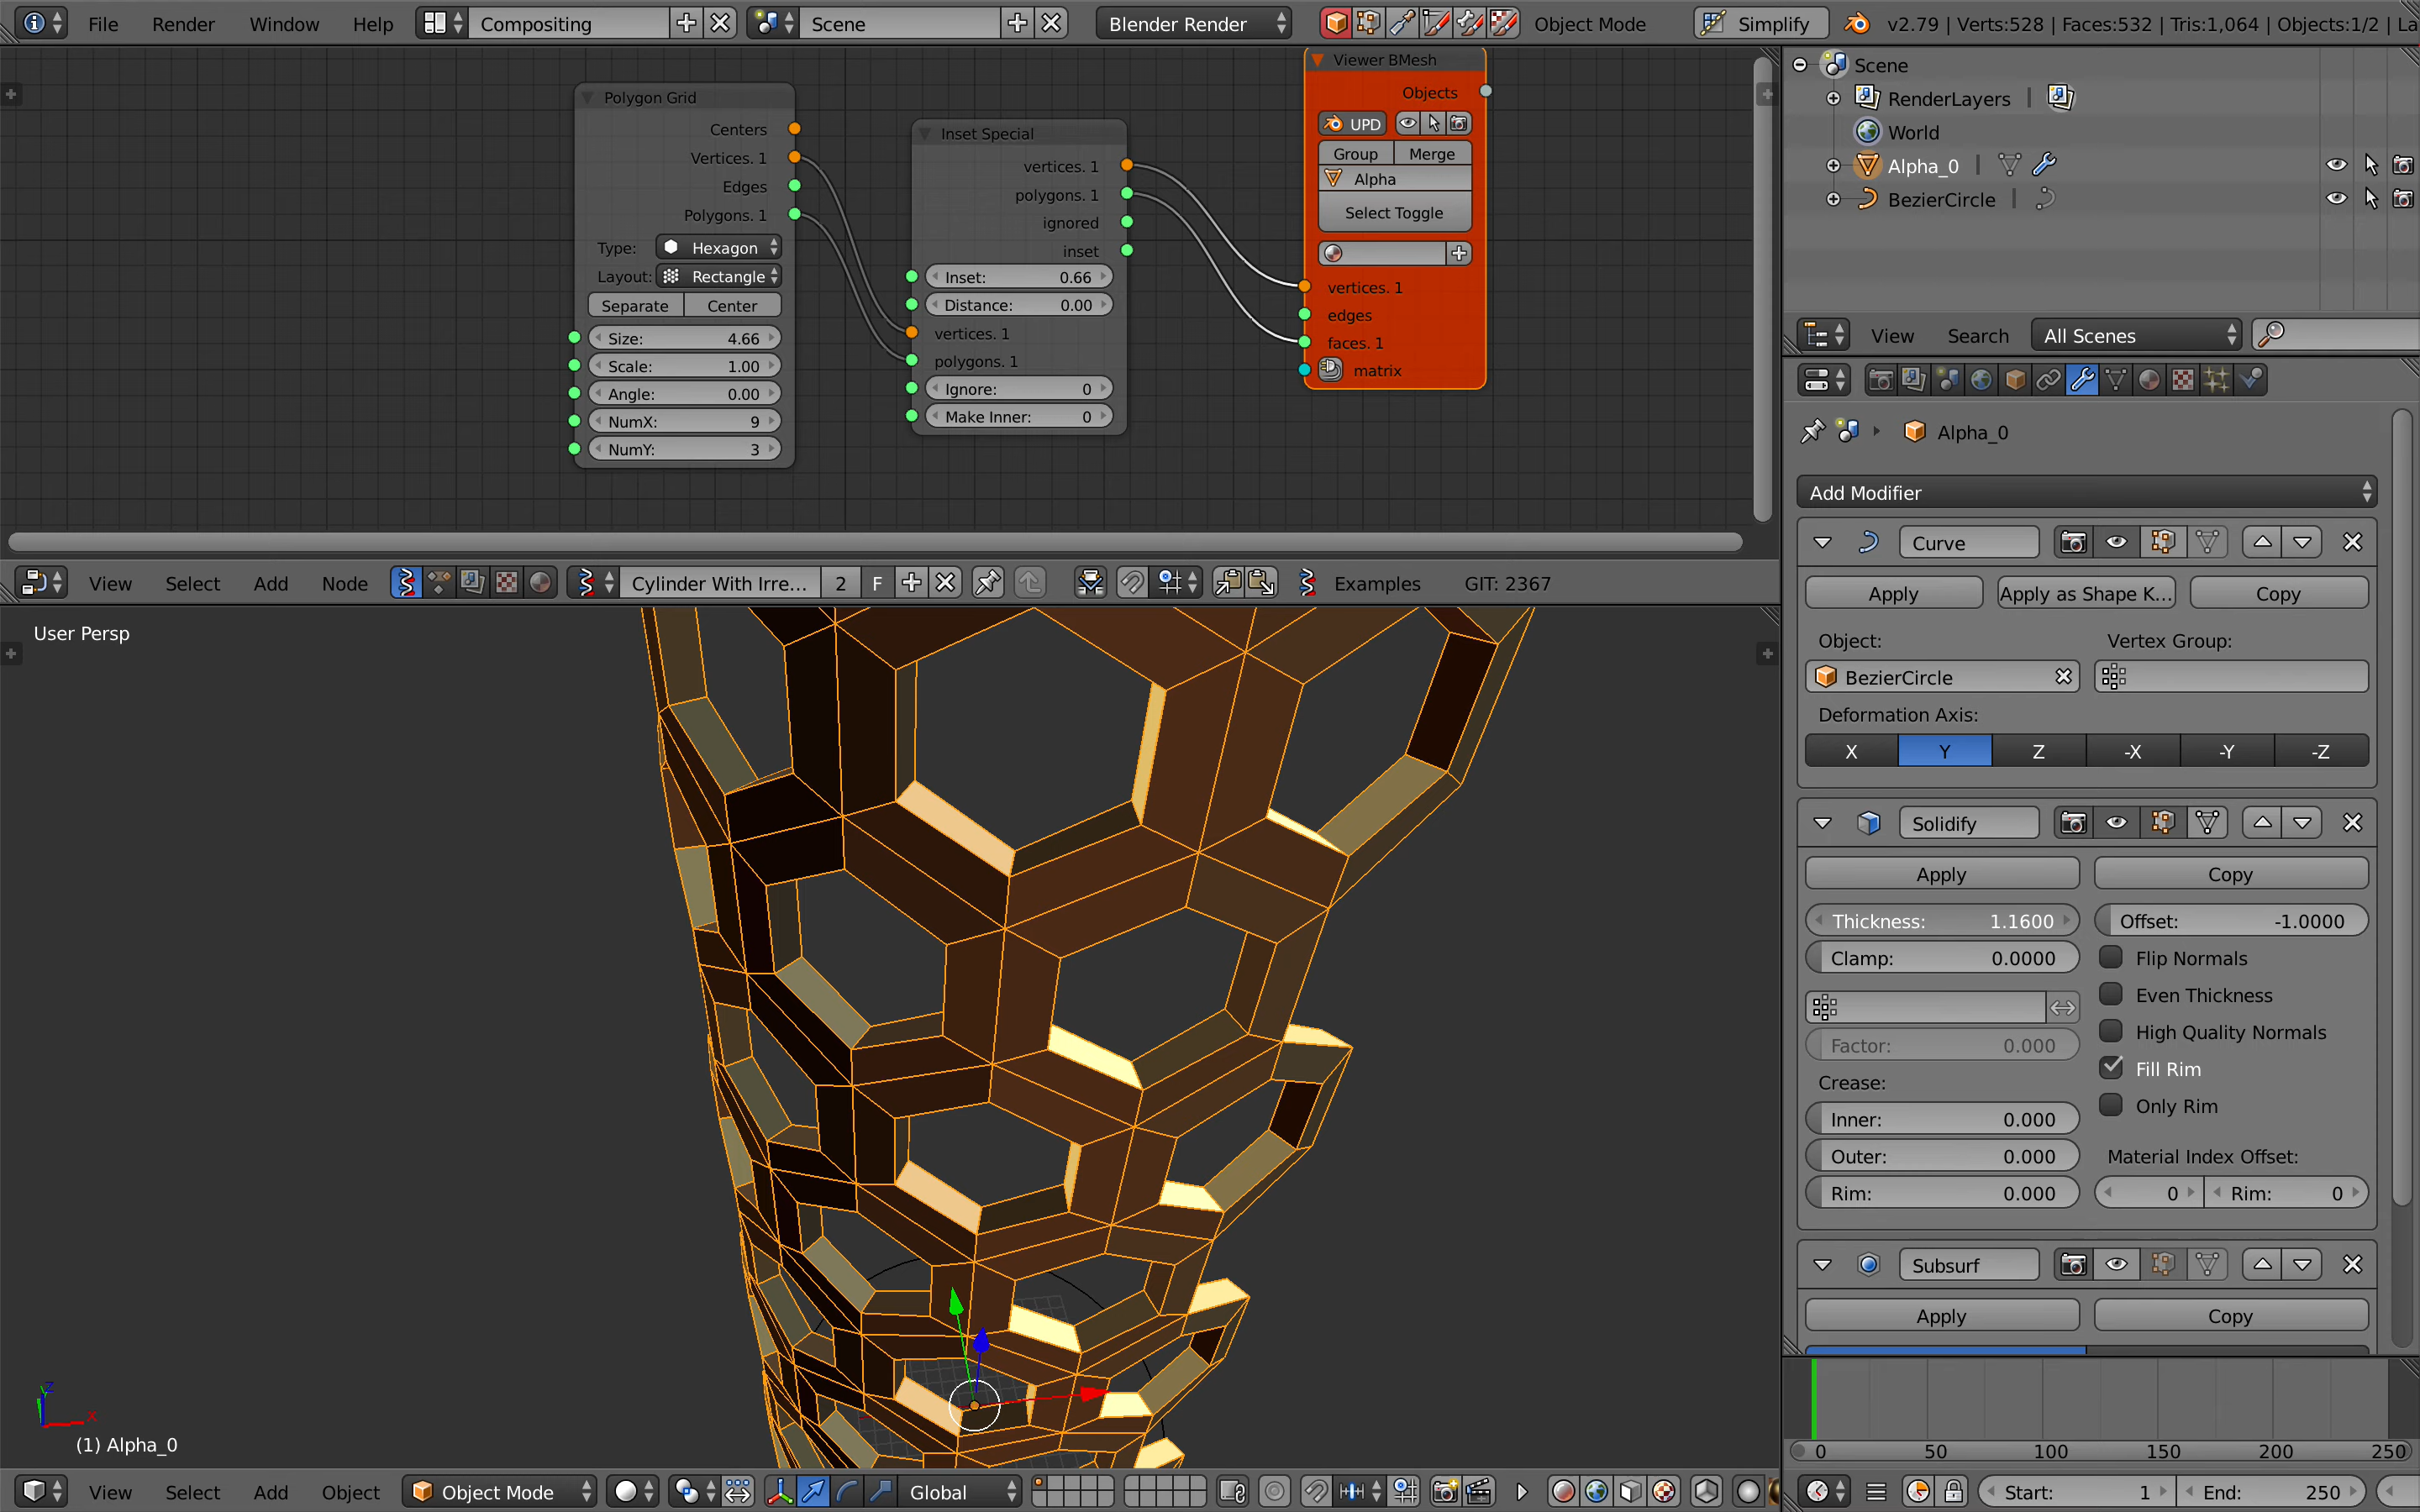 File Render Window Help Compositing Scene Blender Render Object Mode Simplify v2.79 | Verts:528 | Faces:532 | Tris:1,064 | Objects:1/2 | La
Polygon Grid
Centers
Vertices. 1
Edges
Polygons. 1
Type: Hexagon
Layout: Rectangle
Separate Center
Size: 4.66
Scale: 1.00
Angle: 0.00
NumX: 9
NumY: 3
Inset Special
vertices. 1
polygons. 1
ignored
inset
Inset: 0.66
Distance: 0.00
vertices. 1
polygons. 1
Ignore: 0
Make Inner: 0
Viewer BMesh
Objects
UPD
Group Merge
Alpha
Select Toggle
vertices. 1
edges
faces. 1
matrix
Scene
RenderLayers |
World
Alpha_0 |
BezierCircle |
View Search All Scenes
Alpha_0
Add Modifier
Curve
Apply Apply as Shape K... Copy
Object: Vertex Group:
BezierCircle
Deformation Axis:
X Y Z -X -Y -Z
Solidify
Apply Copy
Thickness: 1.1600 Offset: -1.0000
Clamp: 0.0000 Flip Normals
Even Thickness
High Quality Normals
Factor: 0.000
Fill Rim
Crease:
Only Rim
Inner: 0.000
Outer: 0.000 Material Index Offset:
Rim: 0.000 0 Rim: 0
Subsurf
Apply Copy
View Select Add Node Cylinder With Irre... 2 F Examples GIT: 2367
User Persp
z
x
(1) Alpha_0
0 50 100 150 200 250
View Select Add Object Object Mode Global
Start: 1 End: 250